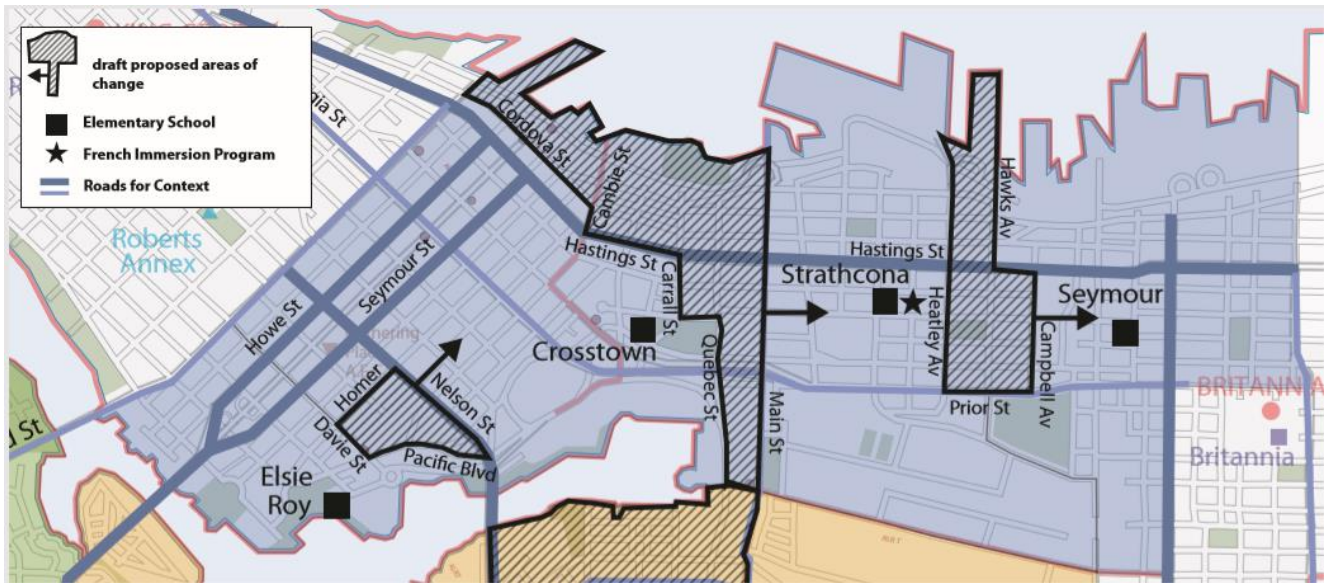 draft proposed areas of
change
Elementary School
French Immersion Program
Roads for Context
Roberts
Annex
Howe St
Seymour St
Cordova St
Cambie St
Hastings St
Carrall St
Crosstown
Quebec St
Main St
Homer
Nelson St
Davie St
Pacific Blvd
Elsie
Roy
Hastings St
Strathcona
Heatley Av
Hawks Av
Seymour
Campbell Av
Prior St
BRITANNIA
Britannia